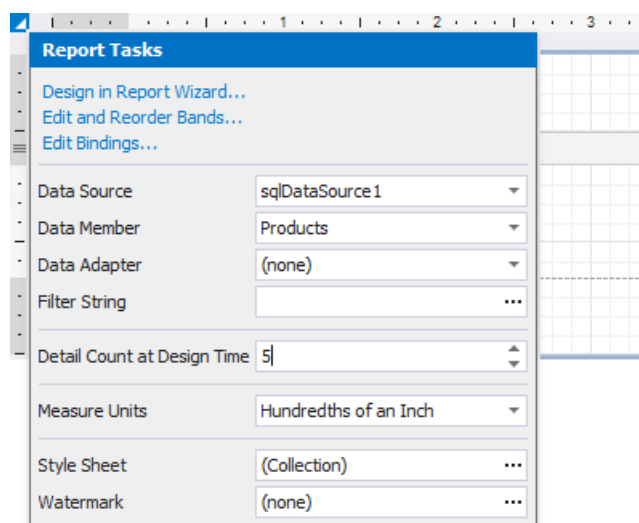 1 2 3
Report Tasks
Design in Report Wizard...
Edit and Reorder Bands...
Edit Bindings...
Data Source sqlDataSource1
Data Member Products
Data Adapter (none)
Filter String ...
Detail Count at Design Time 5
Measure Units Hundredths of an Inch
Style Sheet (Collection) ...
Watermark (none) ...